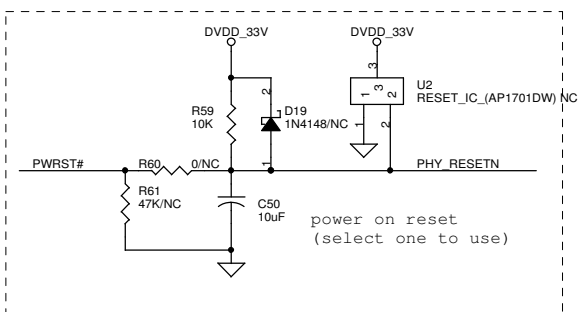 DVDD_33V
DVDD_33V
3
2
R59
10K
D19
1N4148/NC
1
3
2
U2
RESET_IC_(AP1701DW) NC
1
2
1
PWRST#
R60
0/NC
PHY_RESETN
R61
47K/NC
C50
10uF
power on reset
(select one to use)